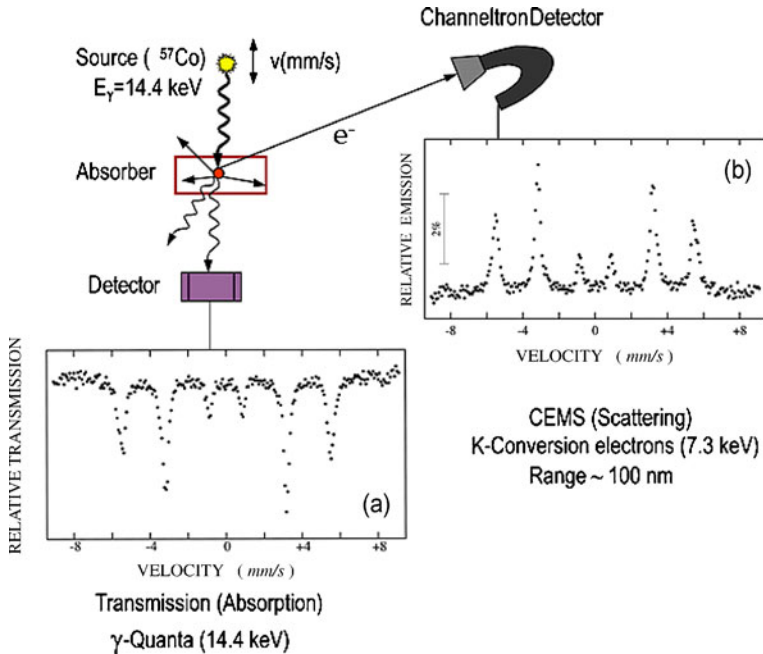 Channeltron Detector
Source ( ⁵⁷Co)
Eγ=14.4 keV
v(mm/s)
e⁻
Absorber
Detector
(b)
RELATIVE EMISSION
2%
-8 -4 0 +4 +8
VELOCITY ( mm/s )
CEMS (Scattering)
K-Conversion electrons (7.3 keV)
Range ~ 100 nm
(a)
RELATIVE TRANSMISSION
-8 -4 0 +4 +8
VELOCITY ( mm/s )
Transmission (Absorption)
γ-Quanta (14.4 keV)